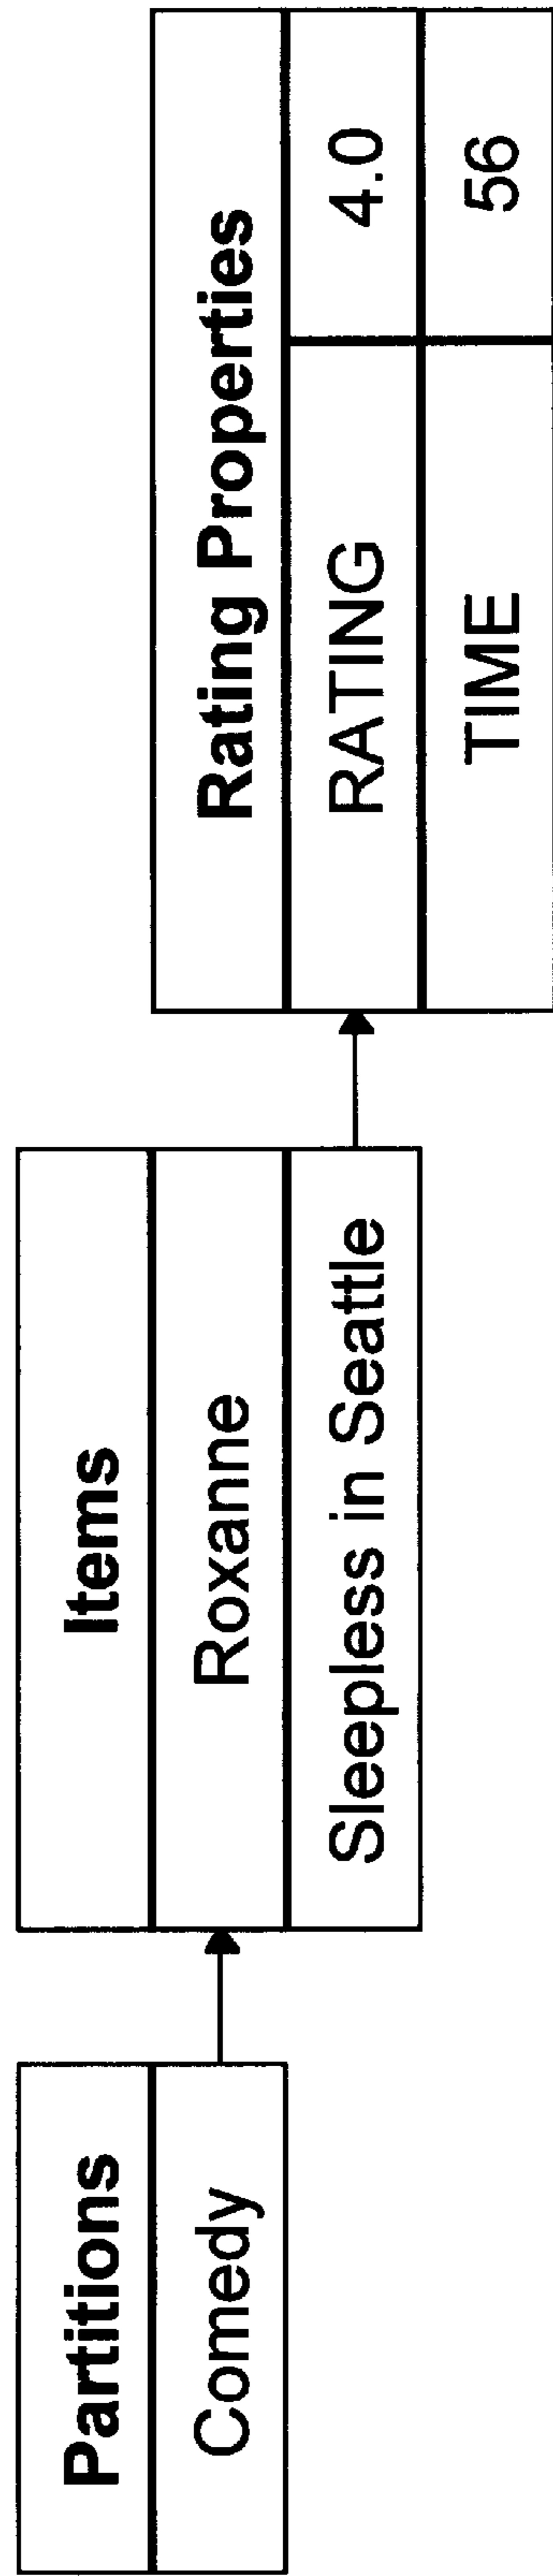 Partitions
Comedy
Items
Roxanne
Sleepless in Seattle
Rating Properties
RATING 4.0
TIME 56